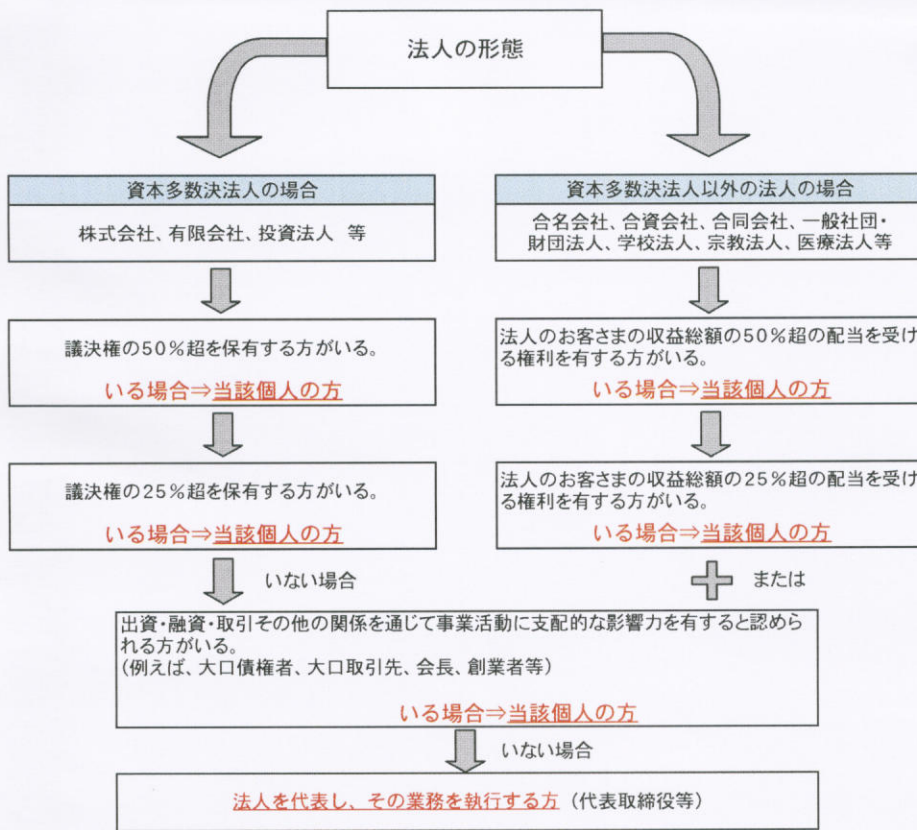 法人の形態
資本多数決法人の場合
株式会社、有限会社、投資法人 等
議決権の50%超を保有する方がいる。
いる場合⇒当該個人の方
議決権の25%超を保有する方がいる。
いる場合⇒当該個人の方
いない場合
資本多数決法人以外の法人の場合
合名会社、合資会社、合同会社、一般社団・
財団法人、学校法人、宗教法人、医療法人等
法人のお客さまの収益総額の50%超の配当を受け
る権利を有する方がいる。
いる場合⇒当該個人の方
法人のお客さまの収益総額の25%超の配当を受け
る権利を有する方がいる。
いる場合⇒当該個人の方
または
出資・融資・取引その他の関係を通じて事業活動に支配的な影響力を有すると認めら
れる方がいる。
(例えば、大口債権者、大口取引先、会長、創業者等)
いる場合⇒当該個人の方
いない場合
法人を代表し、その業務を執行する方 (代表取締役等)